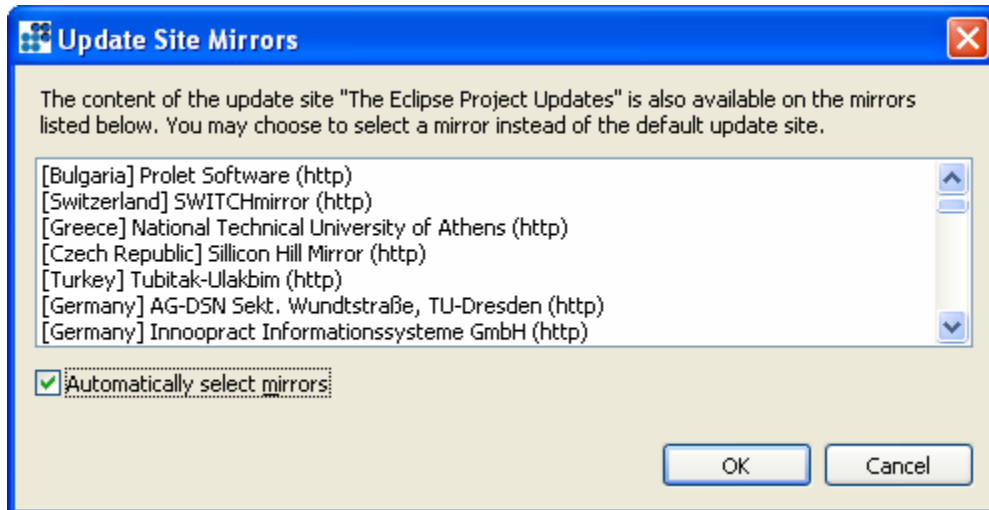 Update Site Mirrors
The content of the update site "The Eclipse Project Updates" is also available on the mirrors
listed below. You may choose to select a mirror instead of the default update site.
[Bulgaria] Prolet Software (http)
[Switzerland] SWITCHmirror (http)
[Greece] National Technical University of Athens (http)
[Czech Republic] Sillicon Hill Mirror (http)
[Turkey] Tubitak-Ulakbim (http)
[Germany] AG-DSN Sekt. Wundtstraße, TU-Dresden (http)
[Germany] Innoopract Informationssysteme GmbH (http)
Automatically select mirrors
OK Cancel